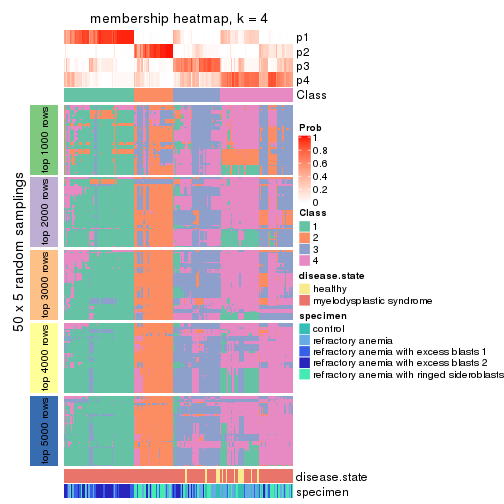 membership heatmap, k = 4
p1
p2
p3
p4
Class
50 x 5 random samplings
top 1000 rows
top 2000 rows
top 3000 rows
top 4000 rows
top 5000 rows
disease.state
specimen
Prob
1
0.8
0.6
0.4
0.2
0
Class
1
2
3
4
disease.state
healthy
myelodysplastic syndrome
specimen
control
refractory anemia
refractory anemia with excess blasts 1
refractory anemia with excess blasts 2
refractory anemia with ringed sideroblasts